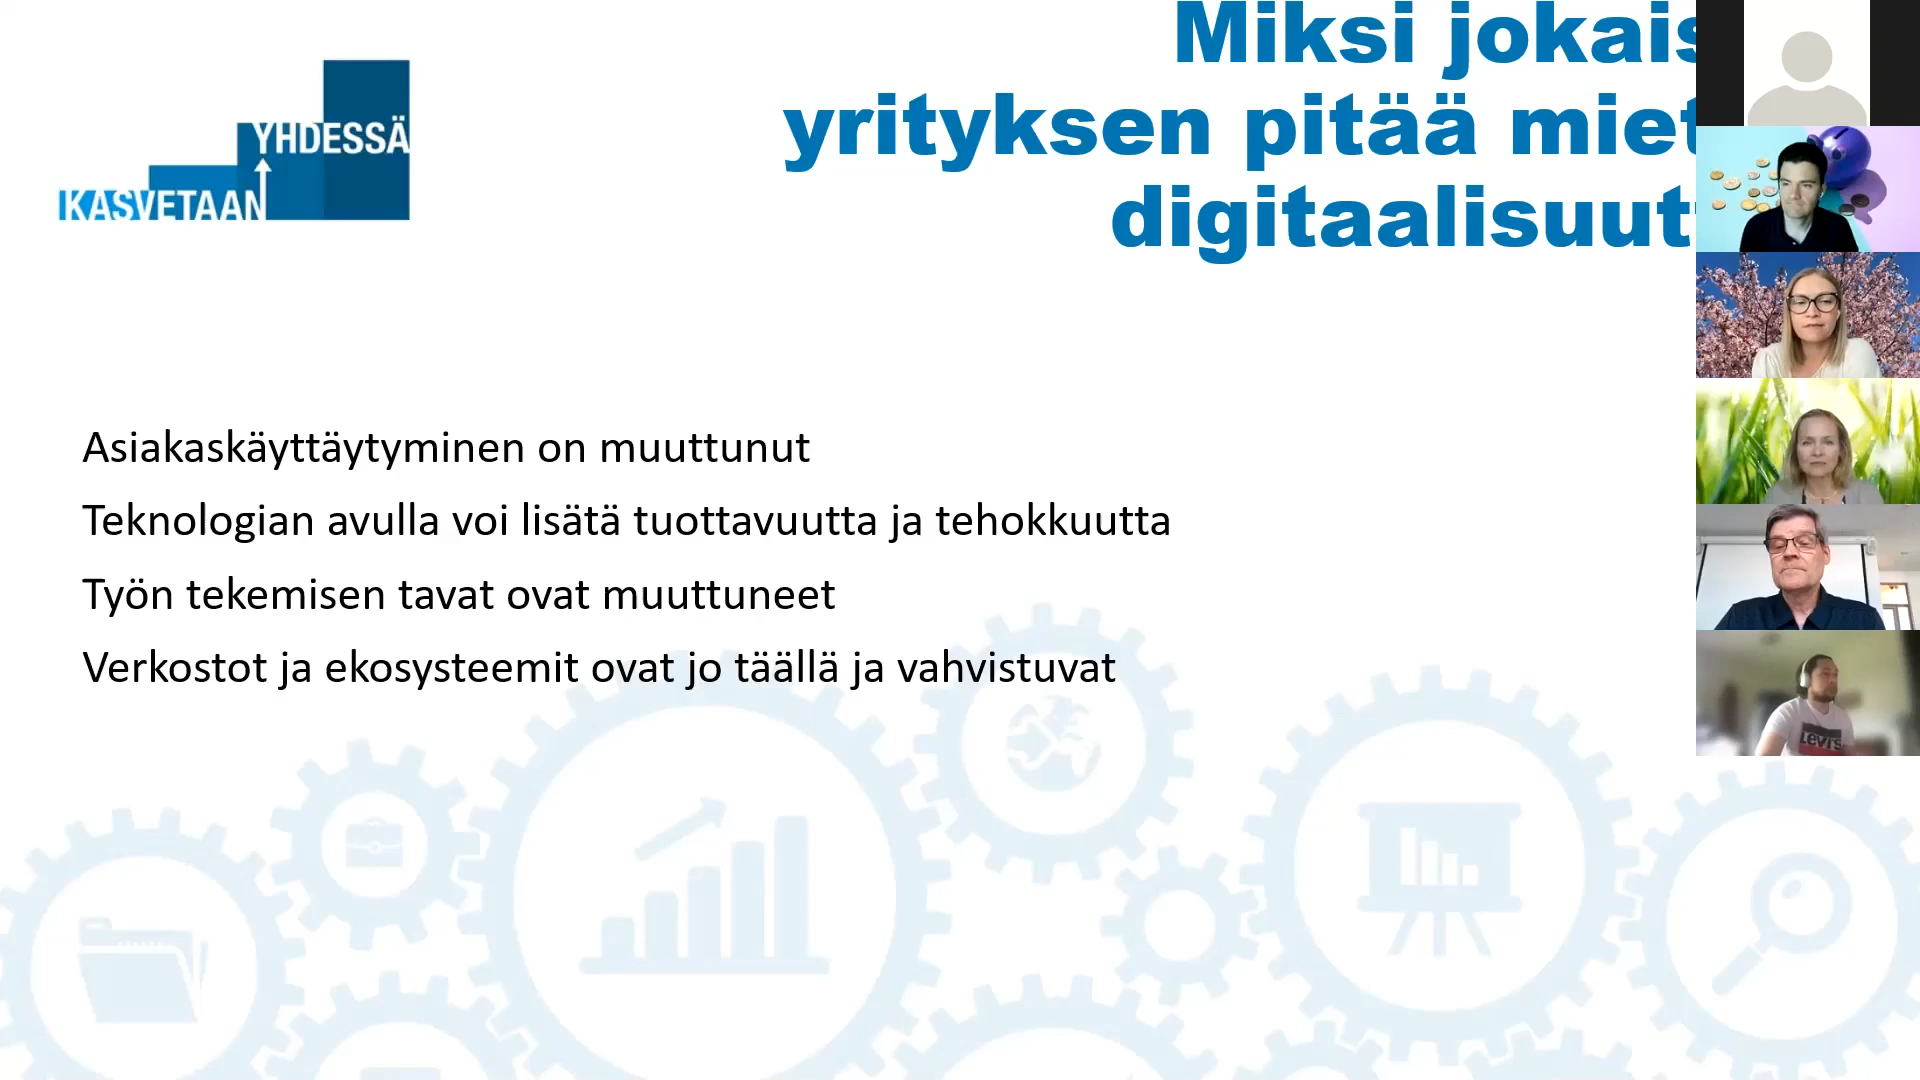 Miksi jokais
yrityksen pitää miet
digitaalisuut
YHDESSÄ
KASVETAAN
Asiakaskäyttäytyminen on muuttunut
Teknologian avulla voi lisätä tuottavuutta ja tehokkuutta
Työn tekemisen tavat ovat muuttuneet
Verkostot ja ekosysteemit ovat jo täällä ja vahvistuvat
Levi's